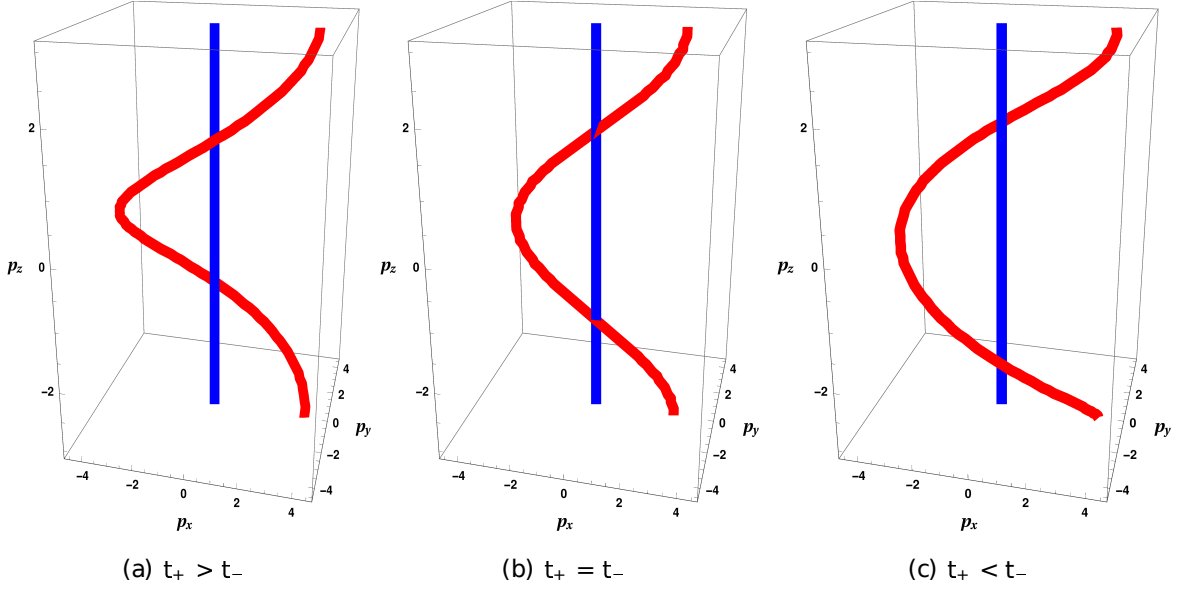 2 2 2
p_z 0 p_z 0 p_z 0
−2 −2 −2
4 4 4
2 2 2
0 0 0
p_y p_y p_y
−2 −2 −2
−4 −4 −4
−4 −2 0 2 4 −4 −2 0 2 4 −4 −2 0 2 4
p_x p_x p_x
(a) t₊ > t₋ (b) t₊ = t₋ (c) t₊ < t₋